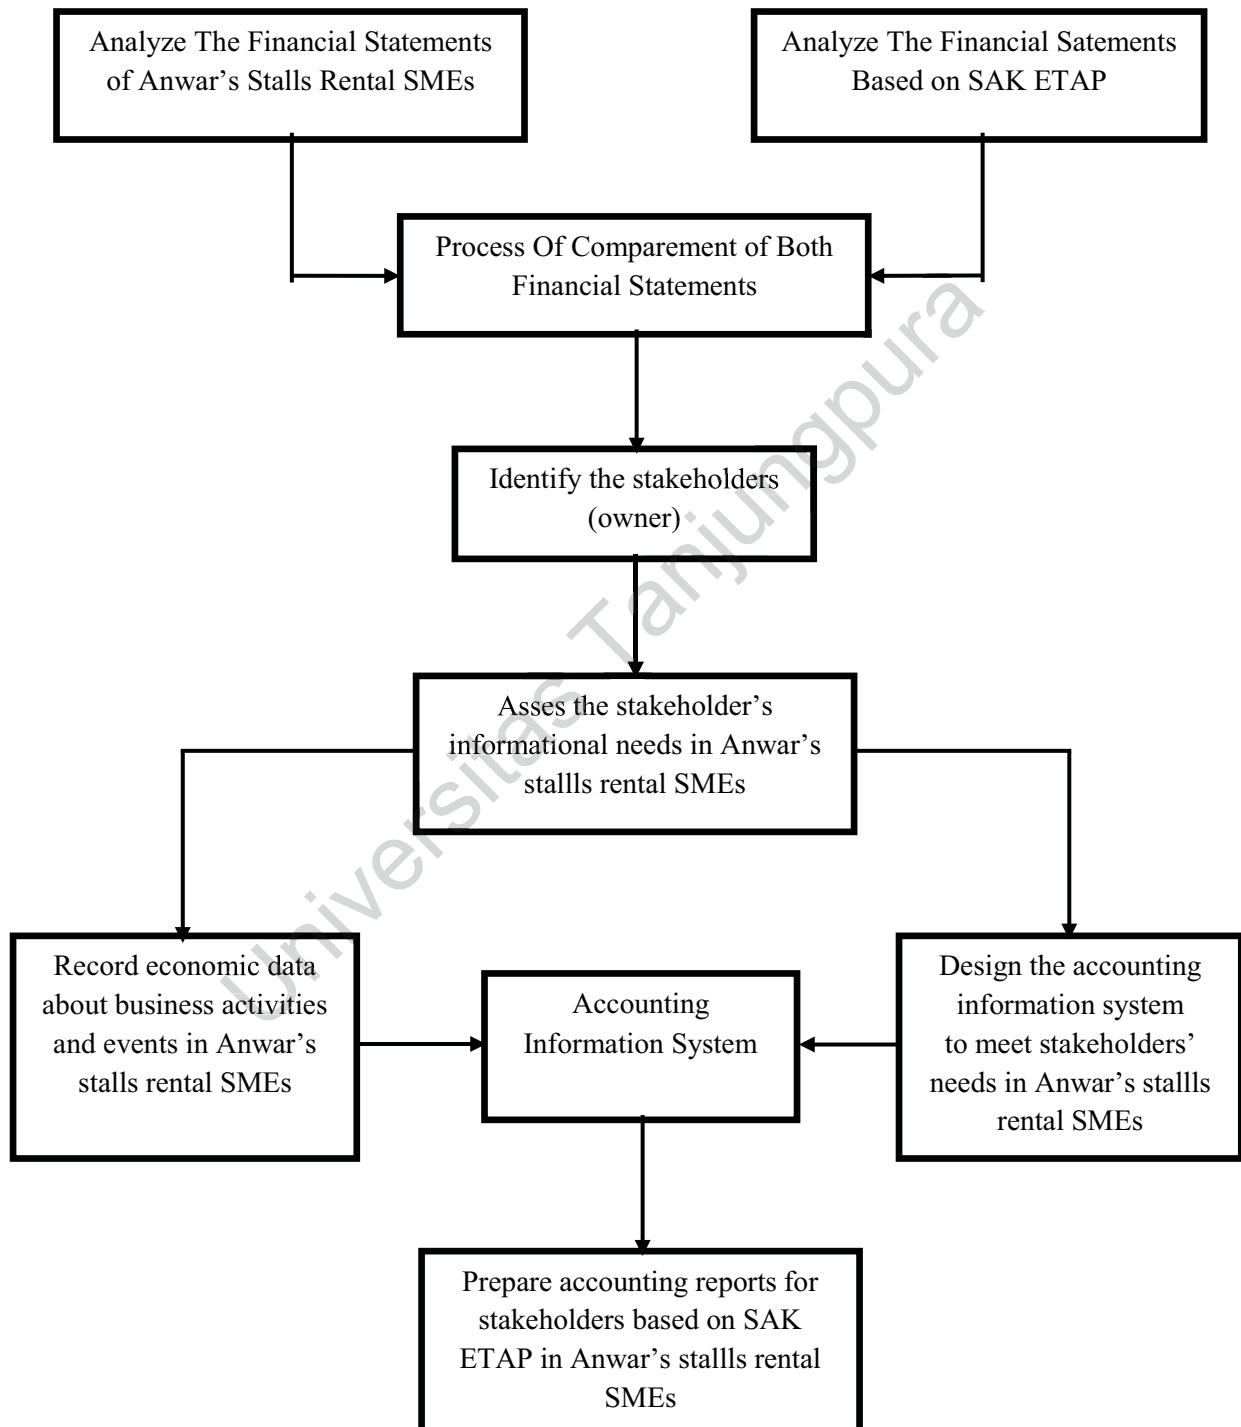 Analyze The Financial Statements
of Anwar's Stalls Rental SMEs
Analyze The Financial Satements
Based on SAK ETAP
Process Of Comparement of Both
Financial Statements
Identify the stakeholders
(owner)
Asses the stakeholder's
informational needs in Anwar's
stallls rental SMEs
Record economic data
about business activities
and events in Anwar's
stalls rental SMEs
Accounting
Information System
Design the accounting
information system
to meet stakeholders'
needs in Anwar's stallls
rental SMEs
Prepare accounting reports for
stakeholders based on SAK
ETAP in Anwar's stallls rental
SMEs
Universitas Tanjungpura